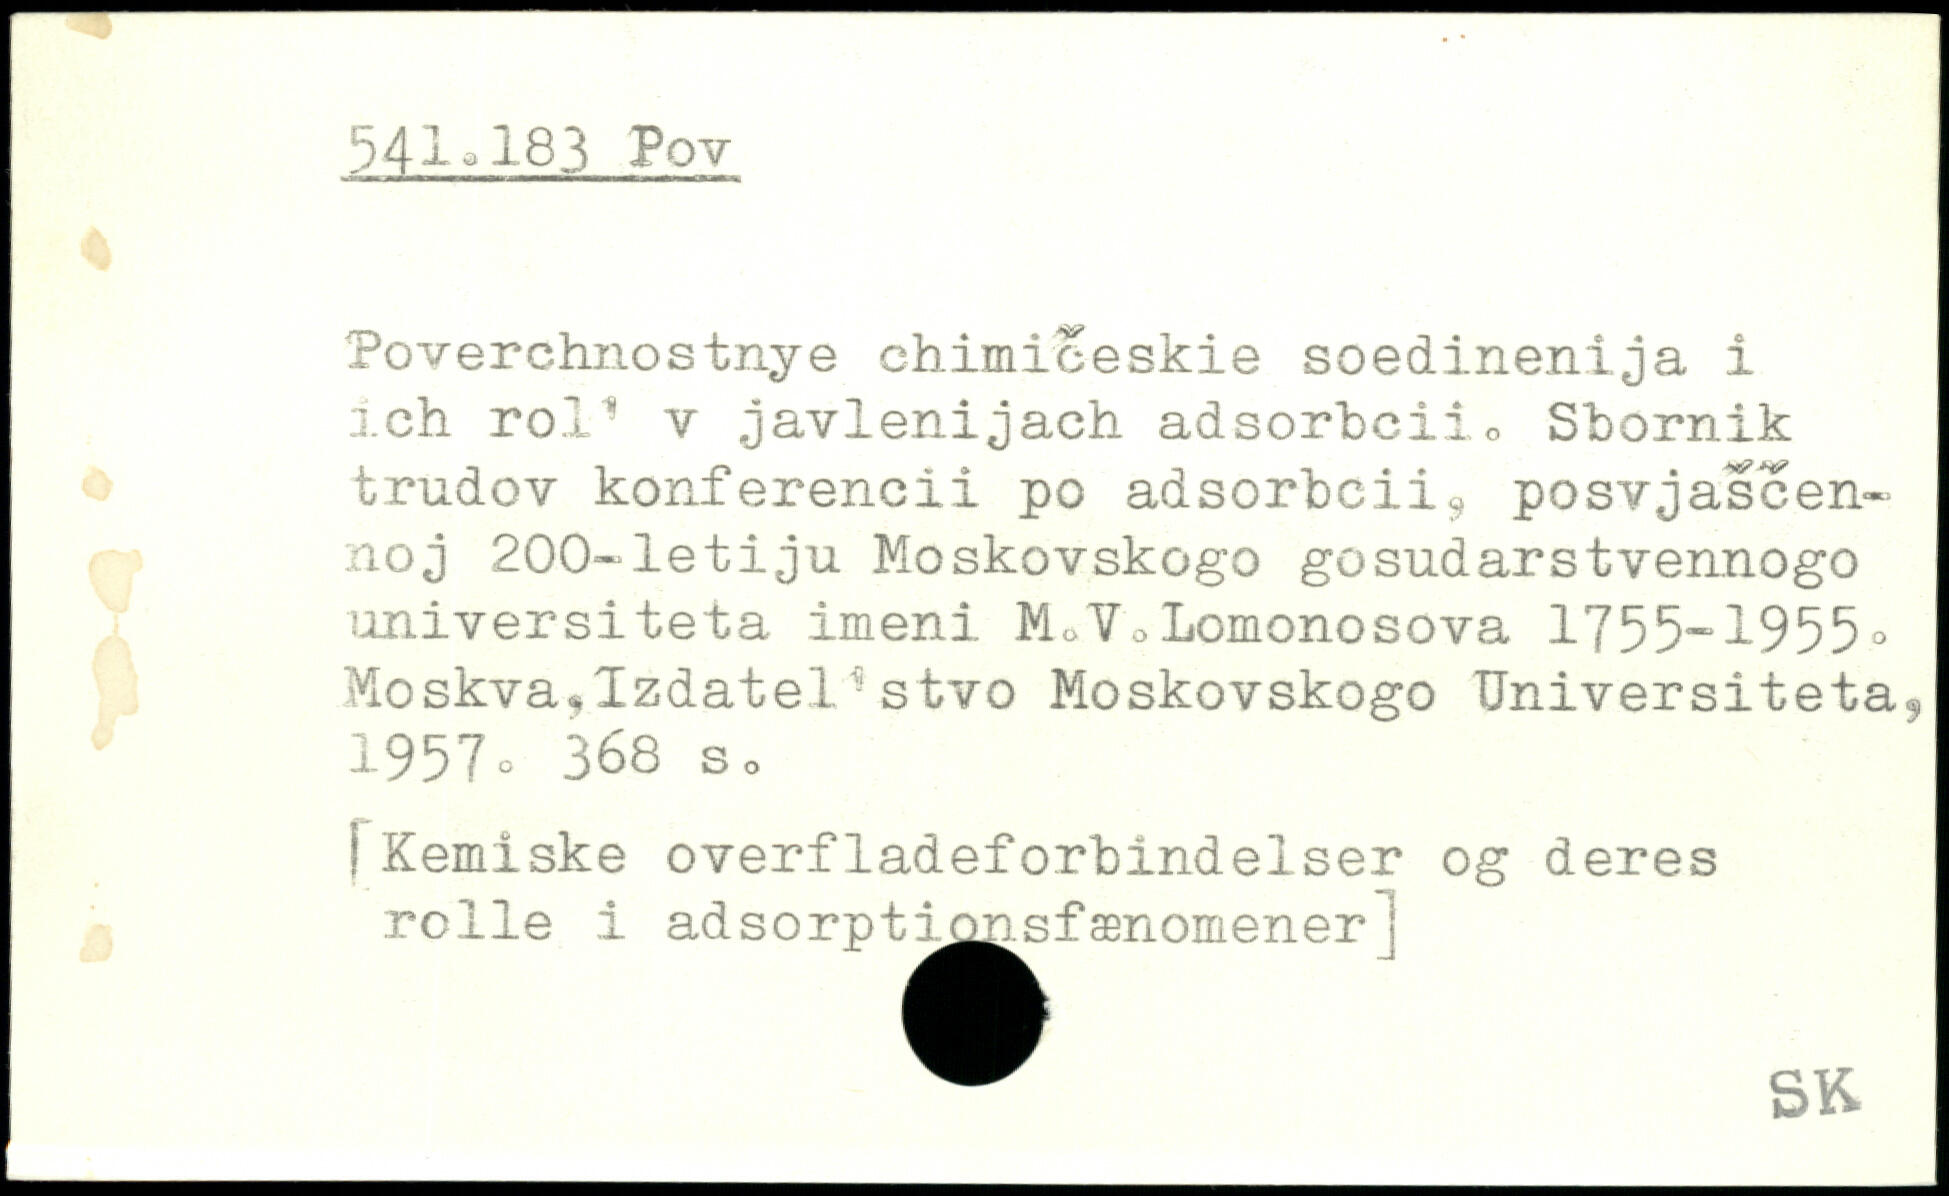 541.183 Pov
Poverchnostnye chimičeskie soedinenija i
ich rol' v javlenijach adsorbcii. Sbornik
trudov konferencii po adsorbcii, posvjaščen-
noj 200-letiju Moskovskogo gosudarstvennogo
universiteta imeni M.V.Lomonosova 1755-1955.
Moskva,Izdatel'stvo Moskovskogo Universiteta,
1957. 368 s.
[Kemiske overfladeforbindelser og deres
rolle i adsorptionsfænomener]
SK